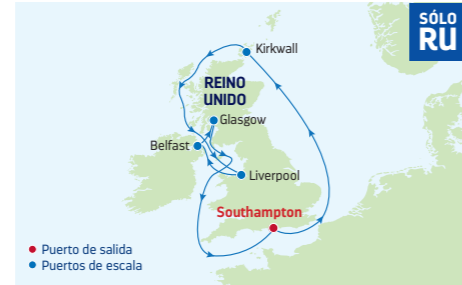 SÓLO
RU
Kirkwall
REINO
UNIDO
Glasgow
Belfast
Liverpool
Southampton
Puerto de salida
Puertos de escala